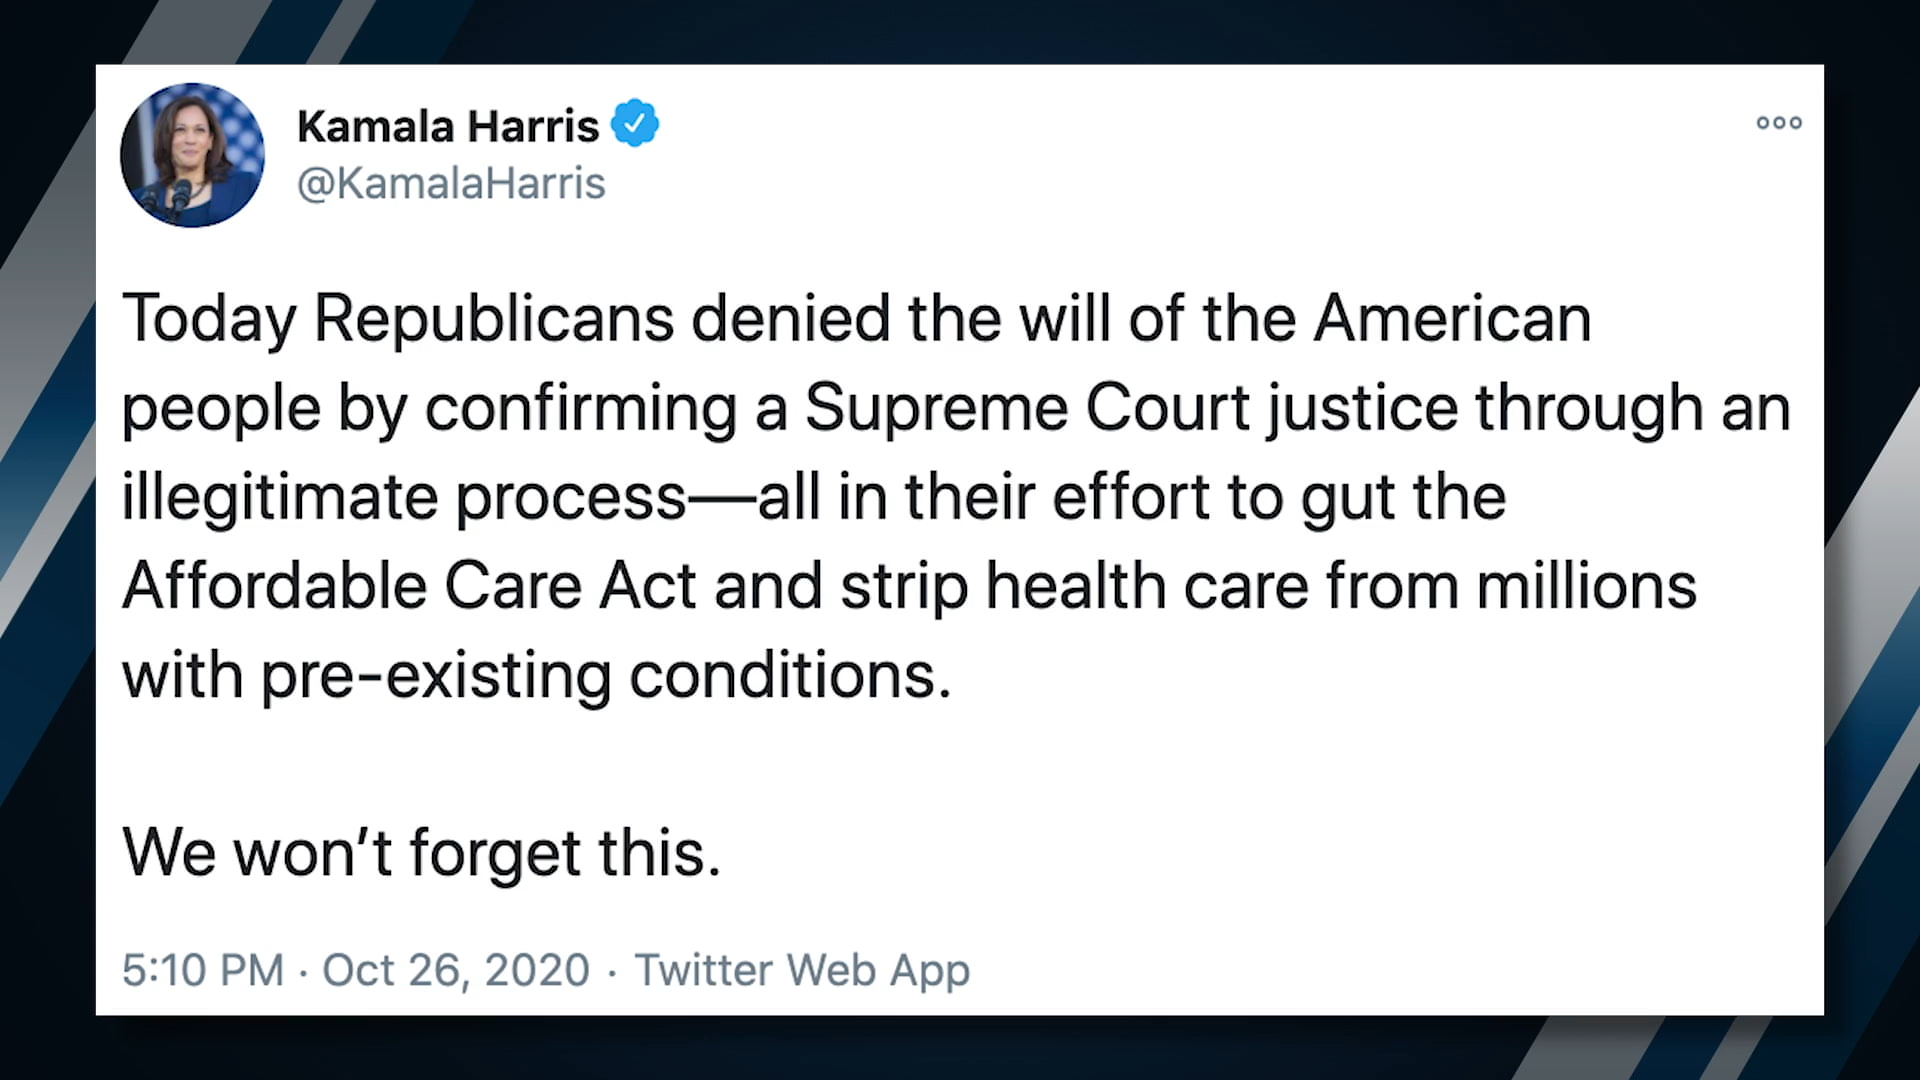 Kamala Harris
@KamalaHarris
Today Republicans denied the will of the American
people by confirming a Supreme Court justice through an
illegitimate process—all in their effort to gut the
Affordable Care Act and strip health care from millions
with pre-existing conditions.
We won’t forget this.
5:10 PM · Oct 26, 2020 · Twitter Web App